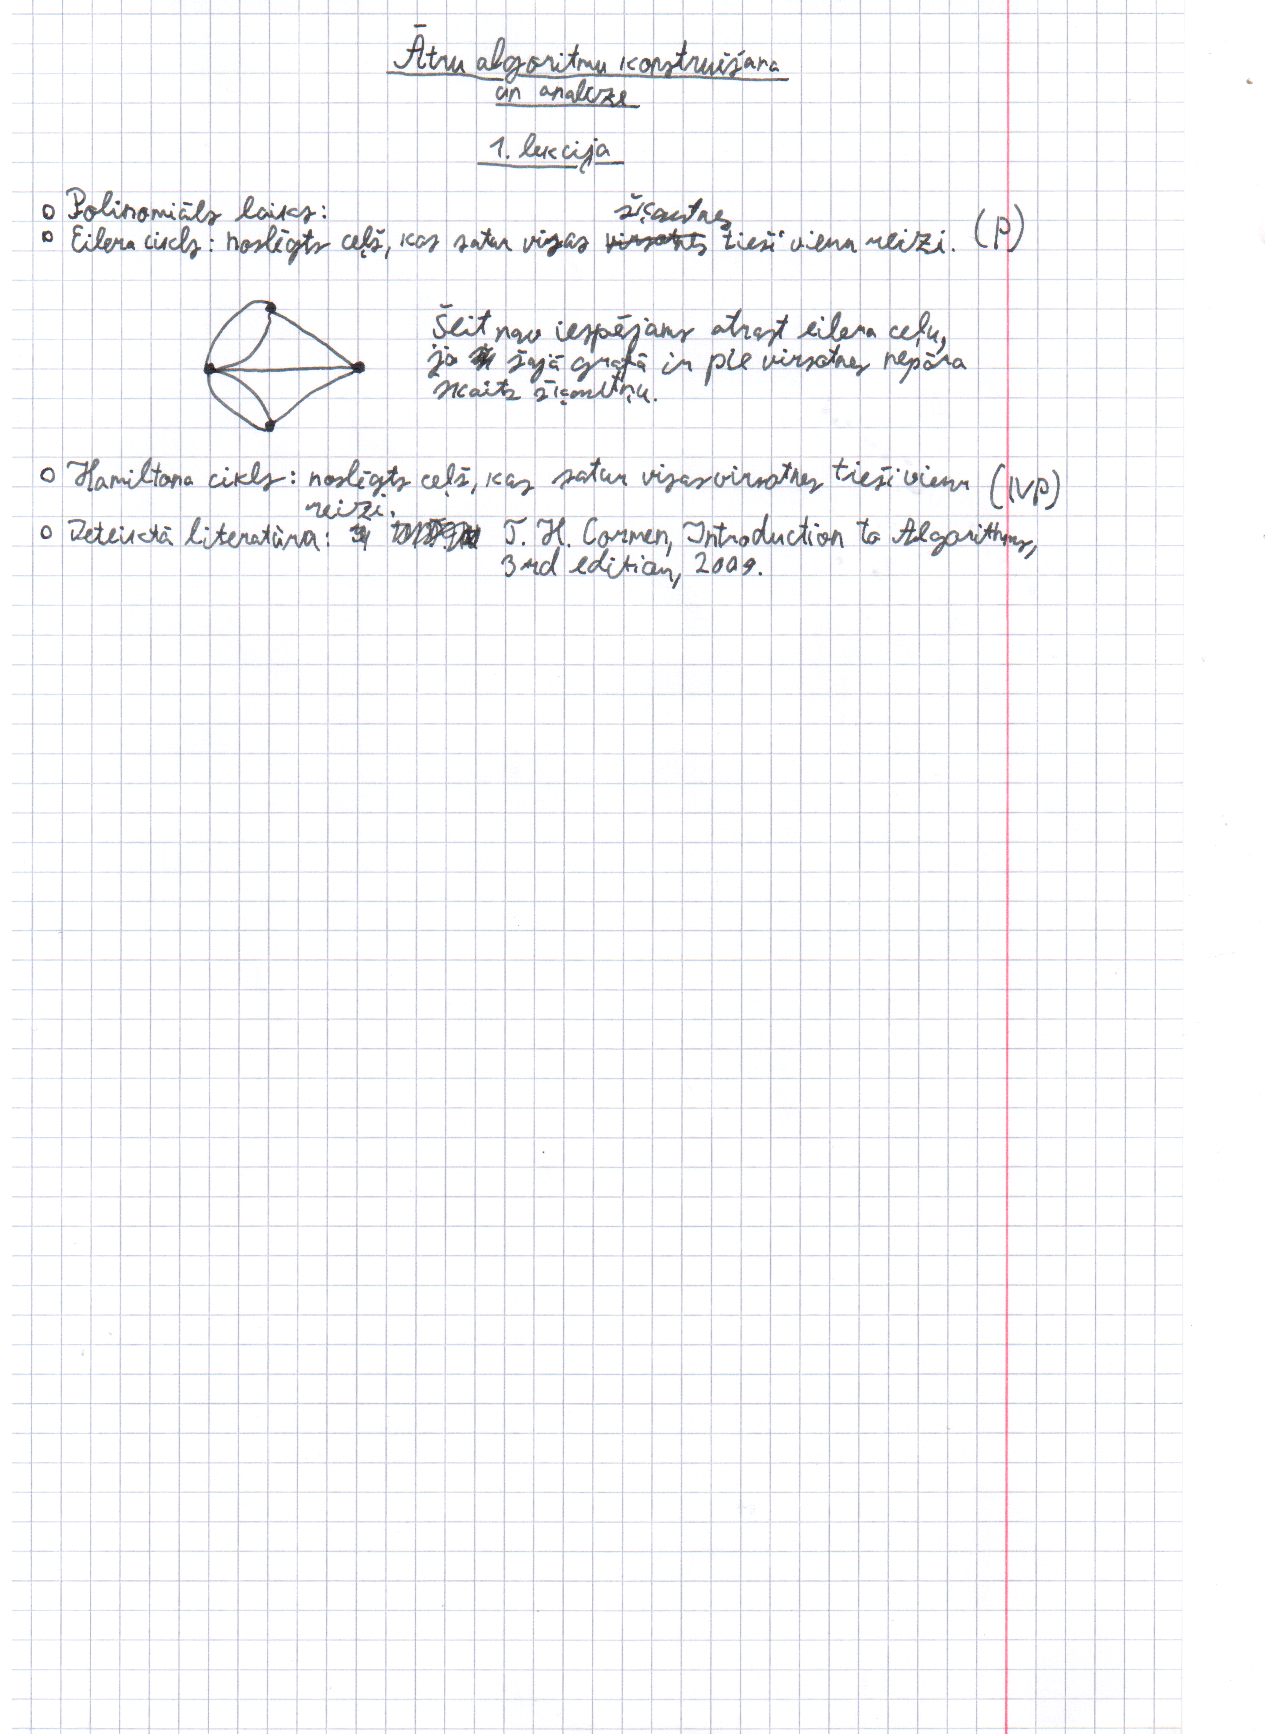 Ātru algoritmu konstruēšana
un analīze
1. lekcija
Polinomiāls laiks:
šķautnes
Eilera cikls: noslēgts ceļš, kas satur visas virsotnes tieši vienu reizi. (P)
Šeit nav iespējams atrast eilera ceļu,
jo šajā grafā ir pie virsotnes nepāra
skaits šķautņu.
Hamiltona cikls: noslēgts ceļš, kas satur visas virsotnes tieši vienu (NP)
reizi.
Ieteiktā literatūra: T. H. Cormen, Introduction to Algorithms,
3rd edition, 2009.